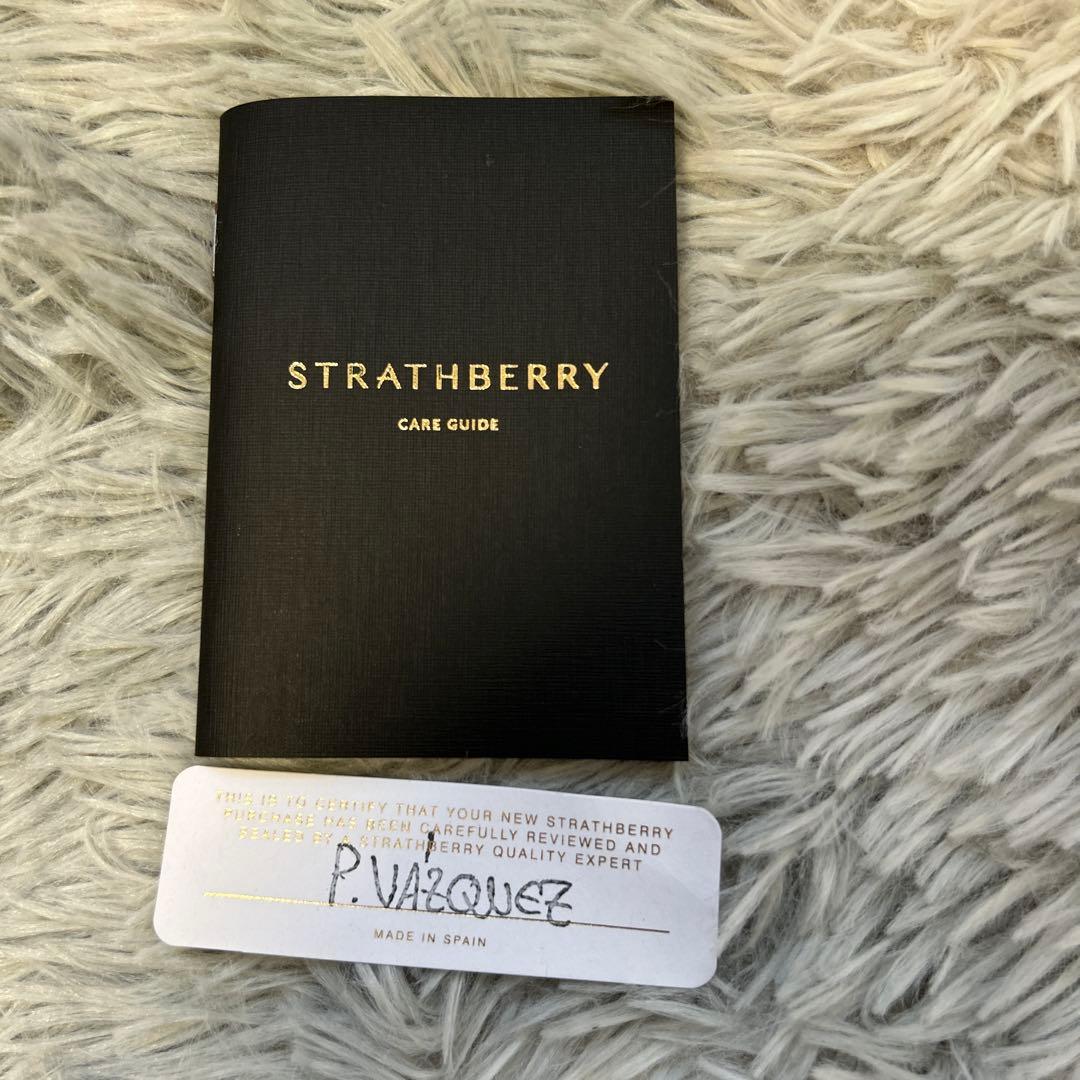 STRATHBERRY
CARE GUIDE
THIS IS TO CERTIFY THAT YOUR NEW STRATHBERRY
PURCHASE HAS BEEN CAREFULLY REVIEWED AND
SEALED BY A STRATHBERRY QUALITY EXPERT
P. VÁZQUEZ
MADE IN SPAIN